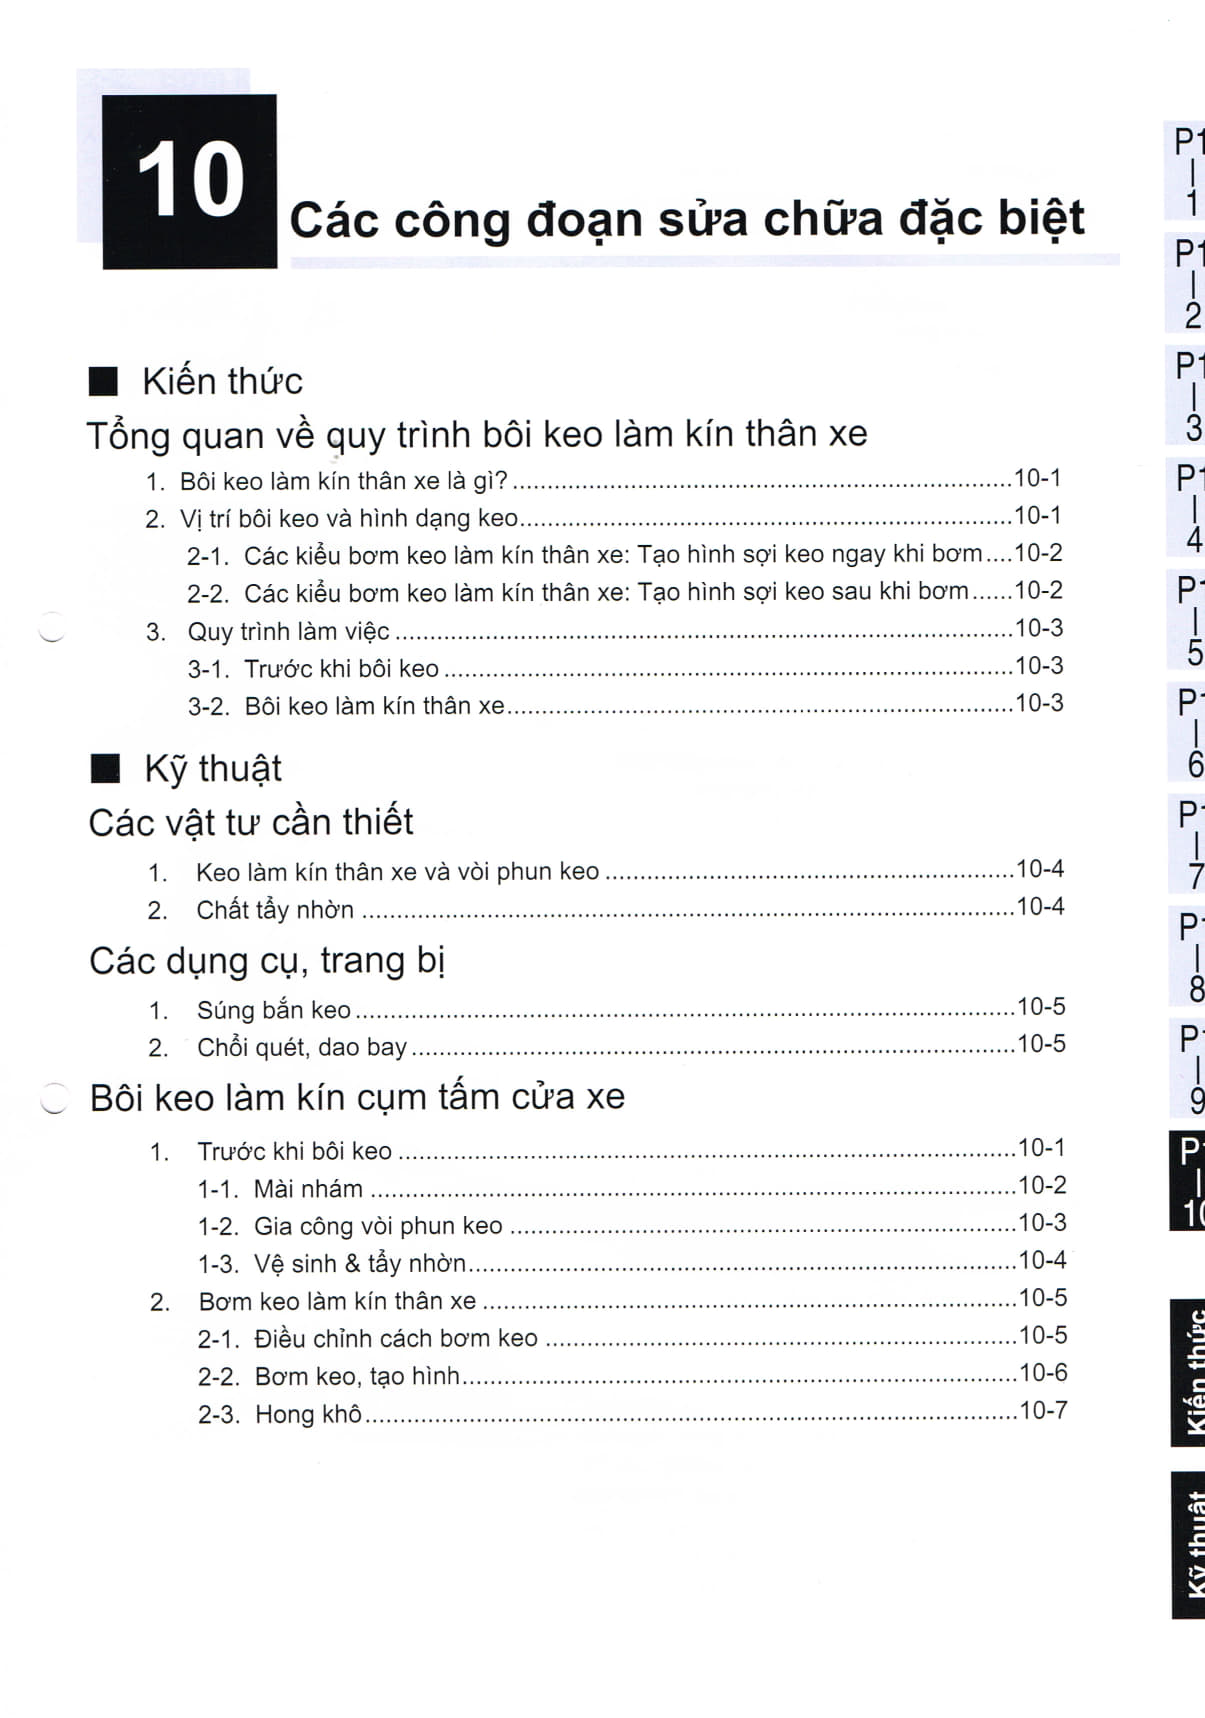 10
Các công đoạn sửa chữa đặc biệt
■ Kiến thức
Tổng quan về quy trình bôi keo làm kín thân xe
1. Bôi keo làm kín thân xe là gì?........10-1
2. Vị trí bôi keo và hình dạng keo........10-1
2-1. Các kiểu bơm keo làm kín thân xe: Tạo hình sợi keo ngay khi bơm....10-2
2-2. Các kiểu bơm keo làm kín thân xe: Tạo hình sợi keo sau khi bơm......10-2
3. Quy trình làm việc........10-3
3-1. Trước khi bôi keo........10-3
3-2. Bôi keo làm kín thân xe........10-3
■ Kỹ thuật
Các vật tư cần thiết
1. Keo làm kín thân xe và vòi phun keo........10-4
2. Chất tẩy nhờn........10-4
Các dụng cụ, trang bị
1. Súng bắn keo........10-5
2. Chổi quét, dao bay........10-5
Bôi keo làm kín cụm tấm cửa xe
1. Trước khi bôi keo........10-1
1-1. Mài nhám........10-2
1-2. Gia công vòi phun keo........10-3
1-3. Vệ sinh & tẩy nhờn........10-4
2. Bơm keo làm kín thân xe........10-5
2-1. Điều chỉnh cách bơm keo........10-5
2-2. Bơm keo, tạo hình........10-6
2-3. Hong khô........10-7
P1
|
1
P1
|
2
P1
|
3
P1
|
4
P1
|
5
P1
|
6
P1
|
7
P1
|
8
P1
|
9
P1
|
10
Kiến thức
Kỹ thuật